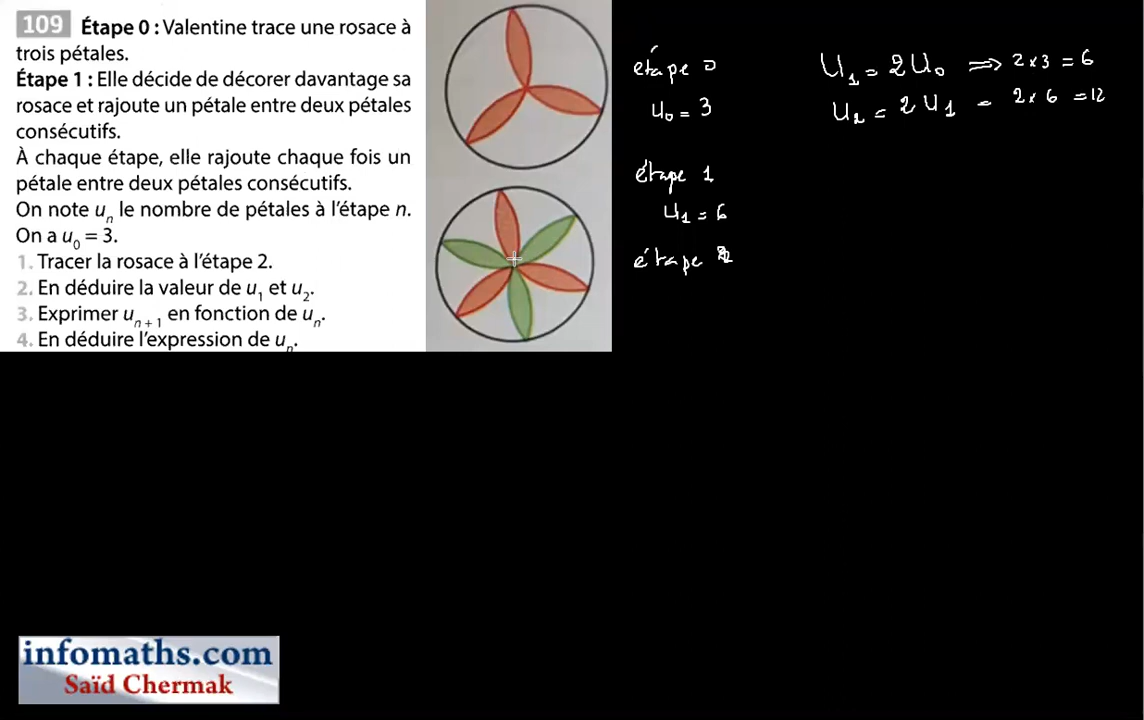 109 Étape 0 : Valentine trace une rosace à
trois pétales.
Étape 1 : Elle décide de décorer davantage sa
rosace et rajoute un pétale entre deux pétales
consécutifs.
À chaque étape, elle rajoute chaque fois un
pétale entre deux pétales consécutifs.
On note uₙ le nombre de pétales à l'étape n.
On a u₀ = 3.
1. Tracer la rosace à l'étape 2.
2. En déduire la valeur de u₁ et u₂.
3. Exprimer uₙ₊₁ en fonction de uₙ.
4. En déduire l'expression de uₙ.
étape 0
u₀ = 3
étape 1
u₁ = 6
étape 2
U₁ = 2U₀ ⟹ 2 × 3 = 6
U₂ = 2U₁ = 2 × 6 = 12
infomaths.com
Saïd Chermak